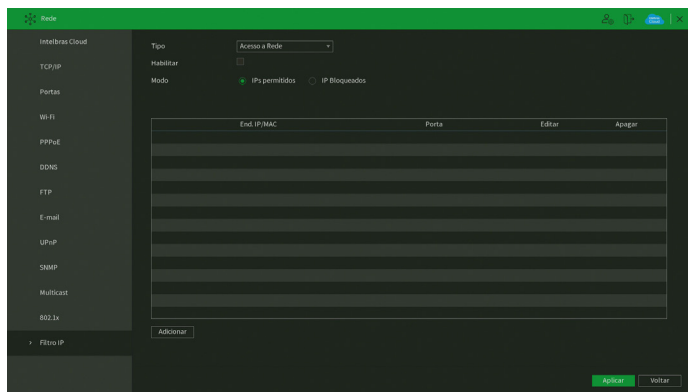 Rede
Intelbras Cloud
TCP/IP
Portas
Wi-Fi
PPPoE
DDNS
FTP
E-mail
UPnP
SNMP
Multicast
802.1x
Filtro IP
Tipo Acesso a Rede
Habilitar
Modo IPs permitidos IP Bloqueados
End. IP/MAC Porta Editar Apagar
Adicionar
Aplicar Voltar